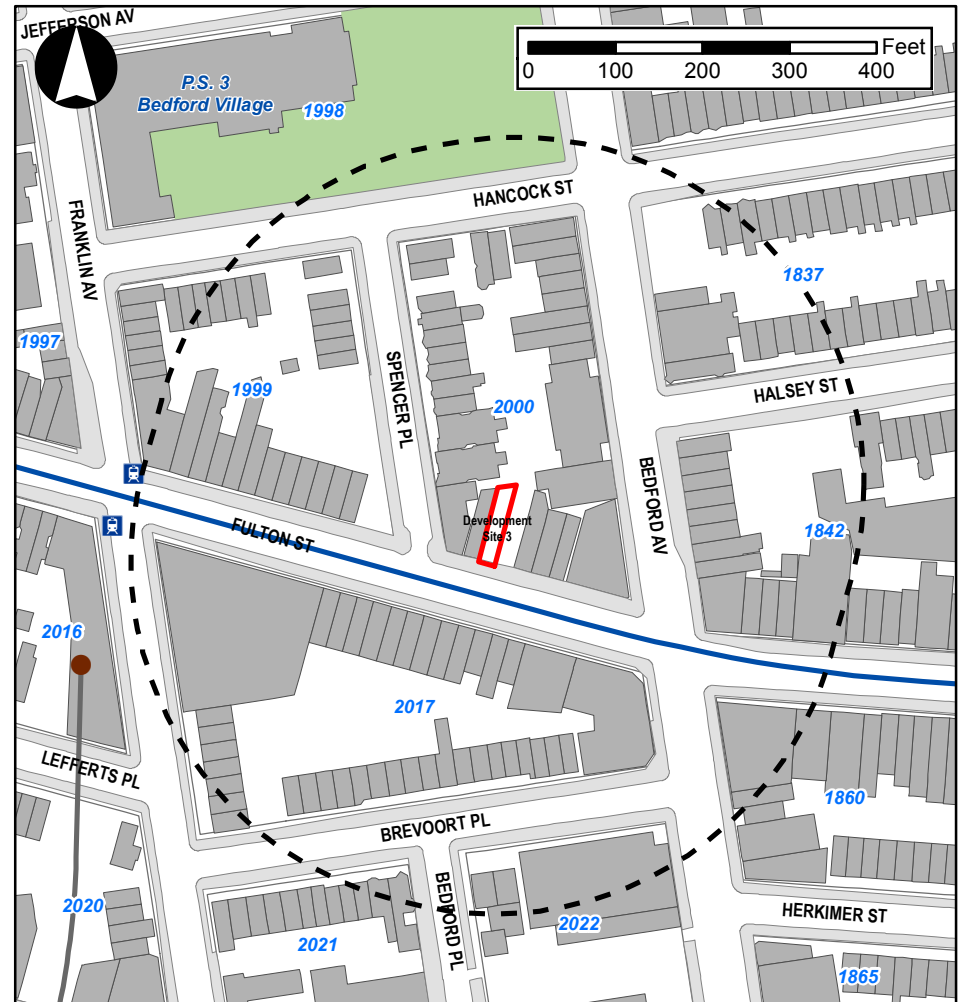 JEFFERSON AV
Feet
0 100 200 300 400
P.S. 3
Bedford Village
1998
HANCOCK ST
FRANKLIN AV
1837
1997
SPENCER PL
1999
2000
HALSEY ST
BEDFORD AV
Development
Site 3
FULTON ST
1842
2016
2017
LEFFERTS PL
1860
BREVOORT PL
BEDFORD PL
2020
2022
HERKIMER ST
2021
1865